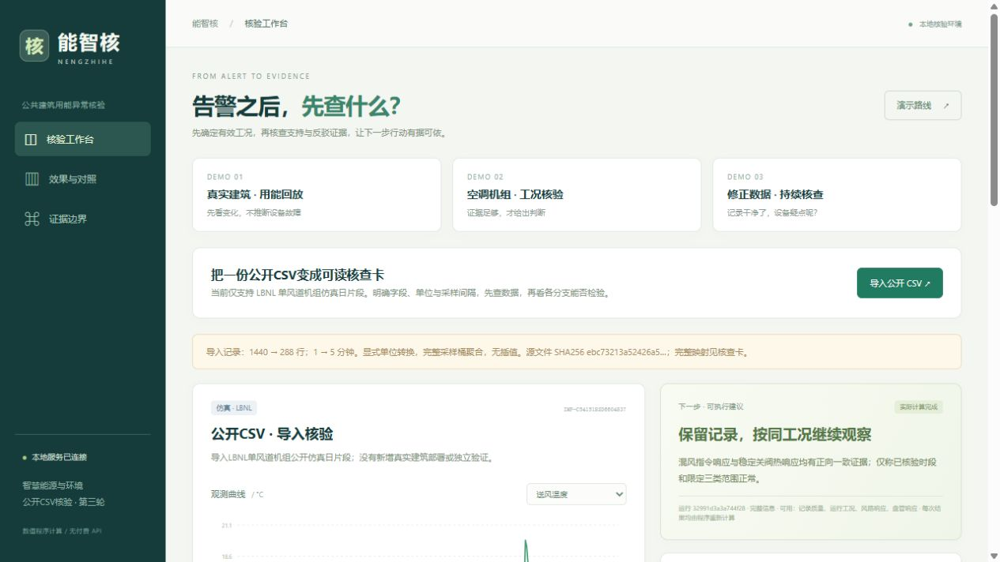 核
能智核
NENGZHIHE
公共建筑用能异常核验
核验工作台
效果与对照
证据边界
本地服务已连接
智慧能源与环境
公开CSV核验 · 第三轮
数值程序计算 / 无付费 API
能智核 / 核验工作台
本地核验环境
FROM ALERT TO EVIDENCE
告警之后，先查什么？
先确定有效工况，再核查支持与反驳证据，让下一步行动有据可依。
演示路线 ↗
DEMO 01
真实建筑 · 用能回放
先看变化，不推断设备故障
DEMO 02
空调机组 · 工况核验
证据足够，才给出判断
DEMO 03
修正数据 · 持续核查
记录干净了，设备疑点呢？
把一份公开CSV变成可读核查卡
当前仅支持 LBNL 单风道机组仿真日片段。明确字段、单位与采样间隔，先查数据，再看各分支能否检验。
导入公开 CSV ↗
导入记录：1440 → 288 行；1 → 5 分钟。显式单位转换，完整采样桶聚合，无插值。源文件 SHA256 ebc73213a52426a5…；完整映射见核查卡。
仿真 · LBNL
公开CSV · 导入核验
导入LBNL单风道机组公开仿真日片段；没有新增真实建筑部署或独立验证。
观测曲线 / °C
送风温度
21.1
18.6
下一步 · 可执行建议
实际计算完成
保留记录，按同工况继续观察
混风指令响应与稳定关阀热响应均有正向一致证据；仅称已核验时段
和限定三类范围正常。
运行 32991d3a3a744f28 · 完整信息 · 可用：记录质量、运行工况、风路响应、盘管响应 · 每次结
果均由程序重新计算